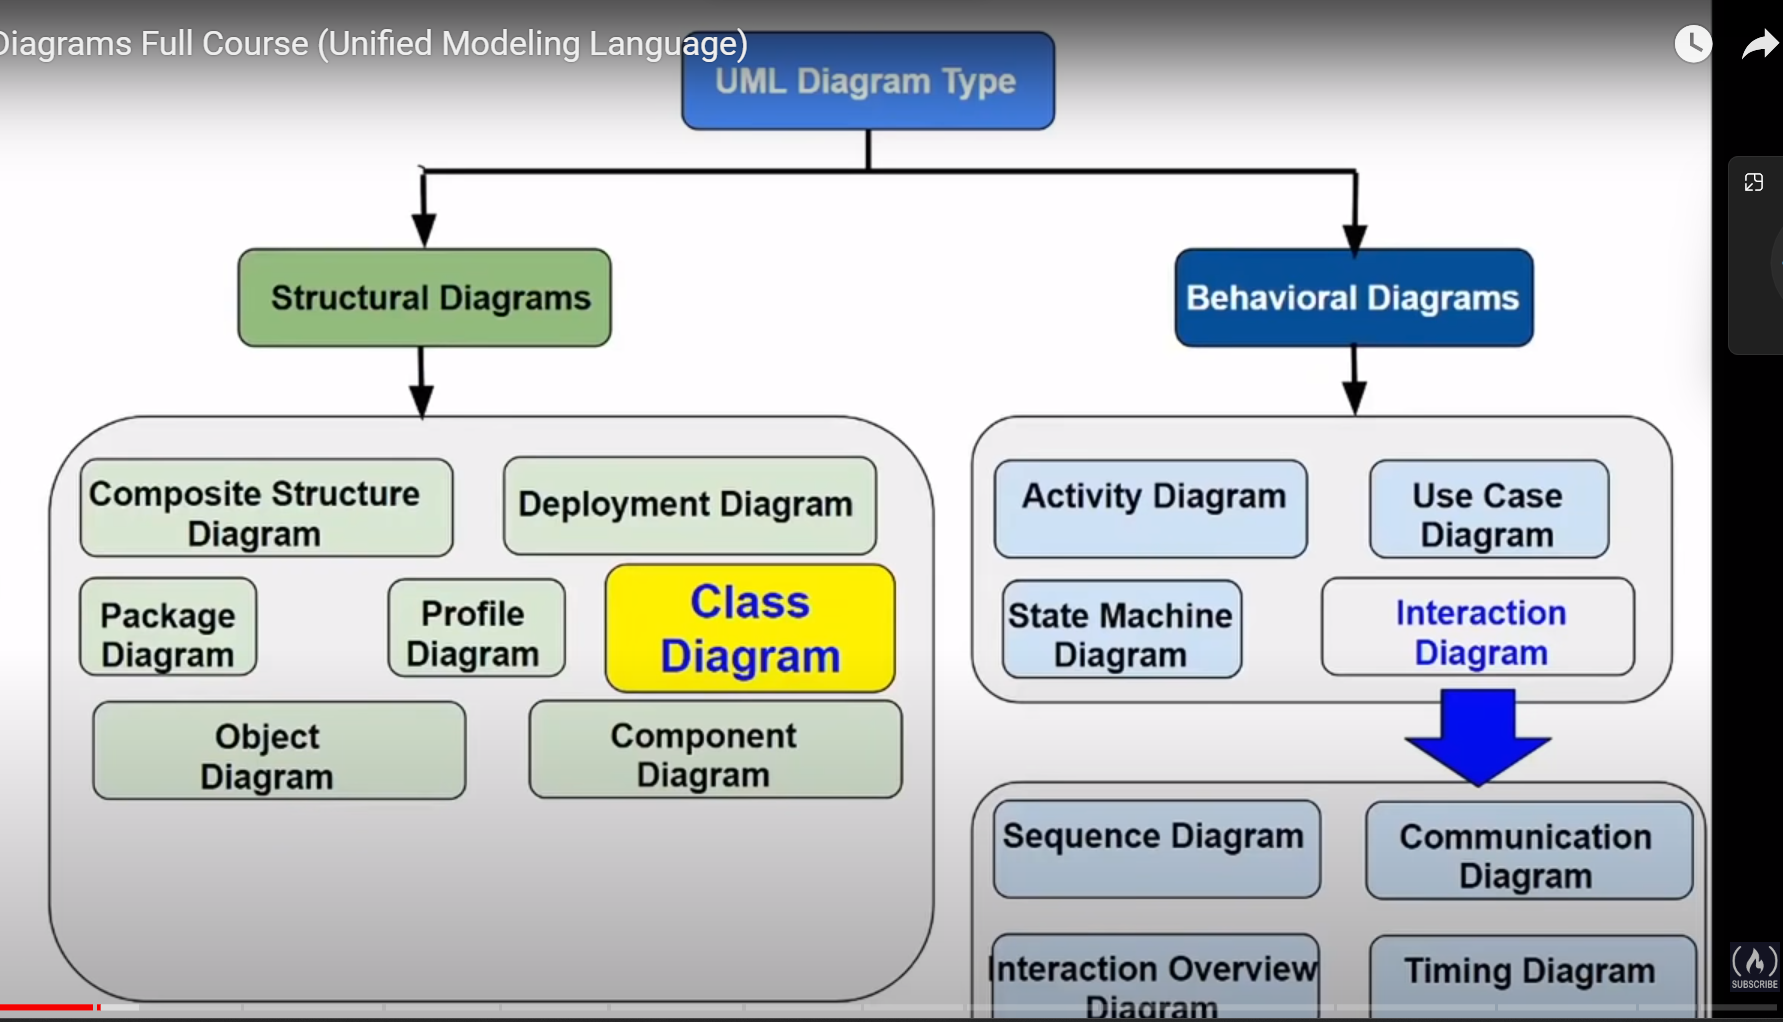 Diagrams Full Course (Unified Modeling Language)
UML Diagram Type
Structural Diagrams
Behavioral Diagrams
Composite Structure
Diagram
Deployment Diagram
Activity Diagram
Use Case
Diagram
Package
Diagram
Profile
Diagram
Class
Diagram
State Machine
Diagram
Interaction
Diagram
Object
Diagram
Component
Diagram
Sequence Diagram
Communication
Diagram
Interaction Overview
Diagram
Timing Diagram
SUBSCRIBE